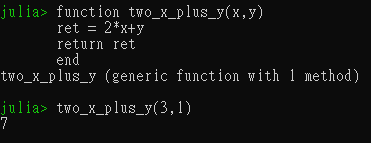 julia> function two_x_plus_y(x,y)
       ret = 2*x+y
       return ret
       end
two_x_plus_y (generic function with 1 method)

julia> two_x_plus_y(3,1)
7